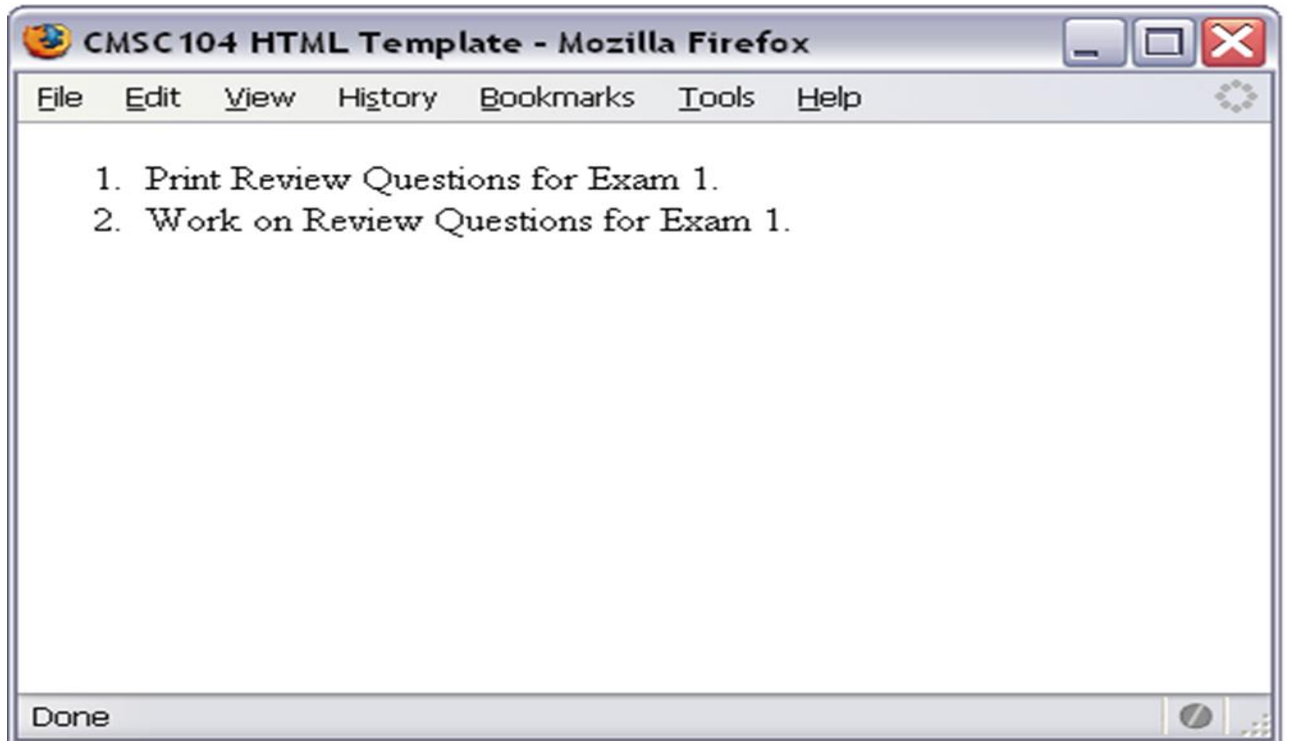 CMSC104 HTML Template - Mozilla Firefox
File Edit View History Bookmarks Tools Help
1. Print Review Questions for Exam 1.
2. Work on Review Questions for Exam 1.
Done